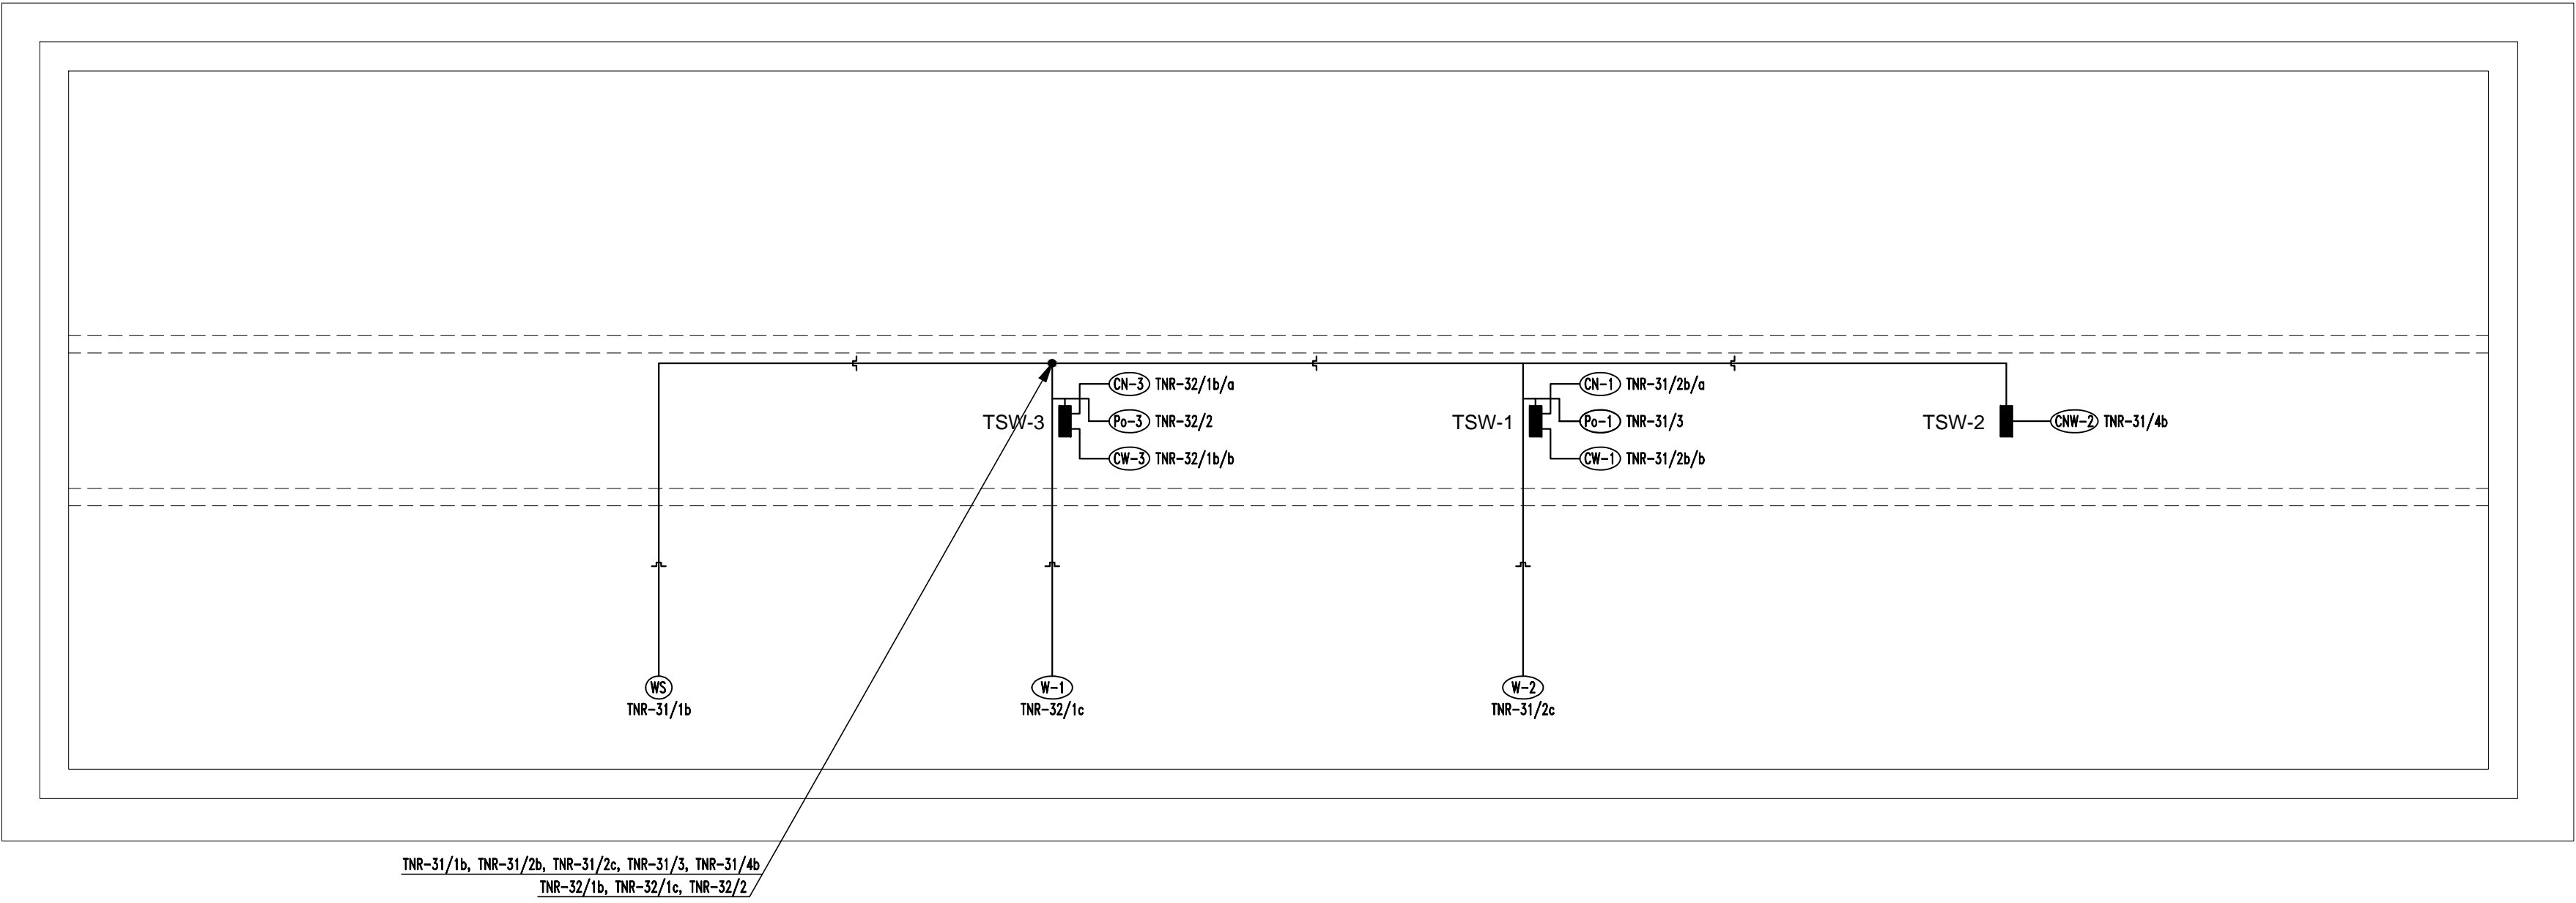 CN-3 TNR-32/1b/a
CN-1 TNR-31/2b/a
TSW-3
Po-3 TNR-32/2
TSW-1
Po-1 TNR-31/3
TSW-2
CNW-2 TNR-31/4b
CW-3 TNR-32/1b/b
CW-1 TNR-31/2b/b
WS
TNR-31/1b
W-1
TNR-32/1c
W-2
TNR-31/2c
TNR-31/1b, TNR-31/2b, TNR-31/2c, TNR-31/3, TNR-31/4b
TNR-32/1b, TNR-32/1c, TNR-32/2